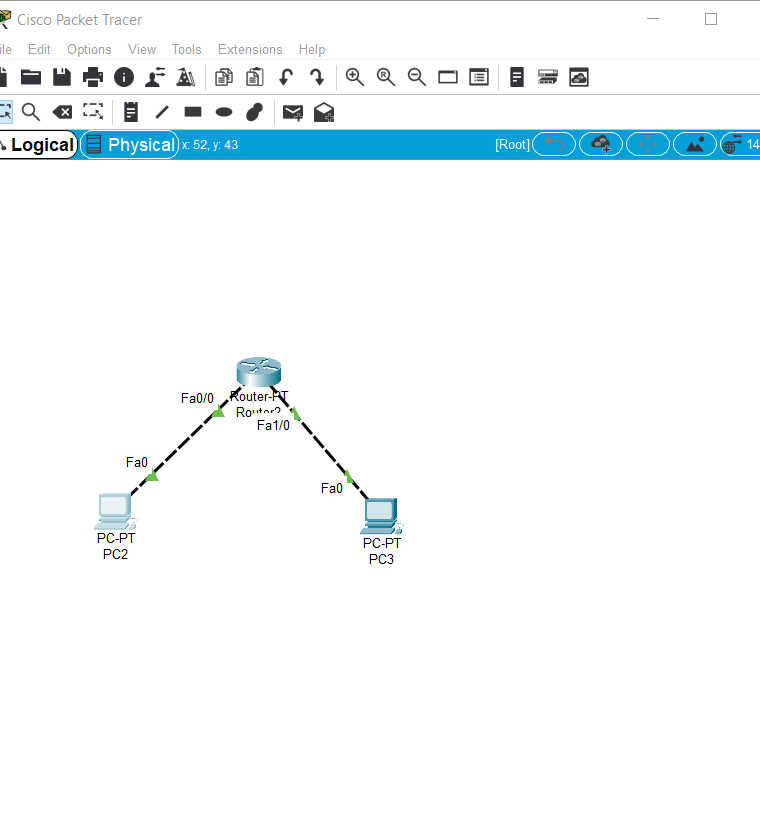 Cisco Packet Tracer
ile Edit Options View Tools Extensions Help
Logical Physical x: 52, y: 43 [Root] 14
Fa0/0
Router-PT
Router2
Fa1/0
Fa0
Fa0
PC-PT
PC2
PC-PT
PC3